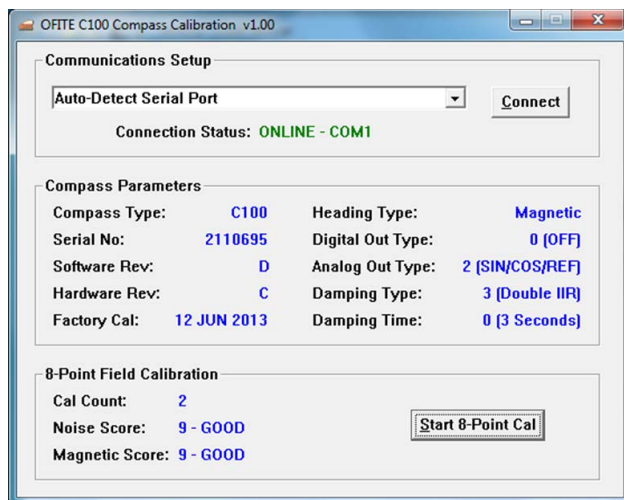 OFITE C100 Compass Calibration v1.00
Communications Setup
Auto-Detect Serial Port
Connect
Connection Status: ONLINE - COM1
Compass Parameters
Compass Type: C100 Heading Type: Magnetic
Serial No: 2110695 Digital Out Type: 0 (OFF)
Software Rev: D Analog Out Type: 2 (SIN/COS/REF)
Hardware Rev: C Damping Type: 3 (Double IIR)
Factory Cal: 12 JUN 2013 Damping Time: 0 (3 Seconds)
8-Point Field Calibration
Cal Count: 2
Noise Score: 9 - GOOD
Start 8-Point Cal
Magnetic Score: 9 - GOOD